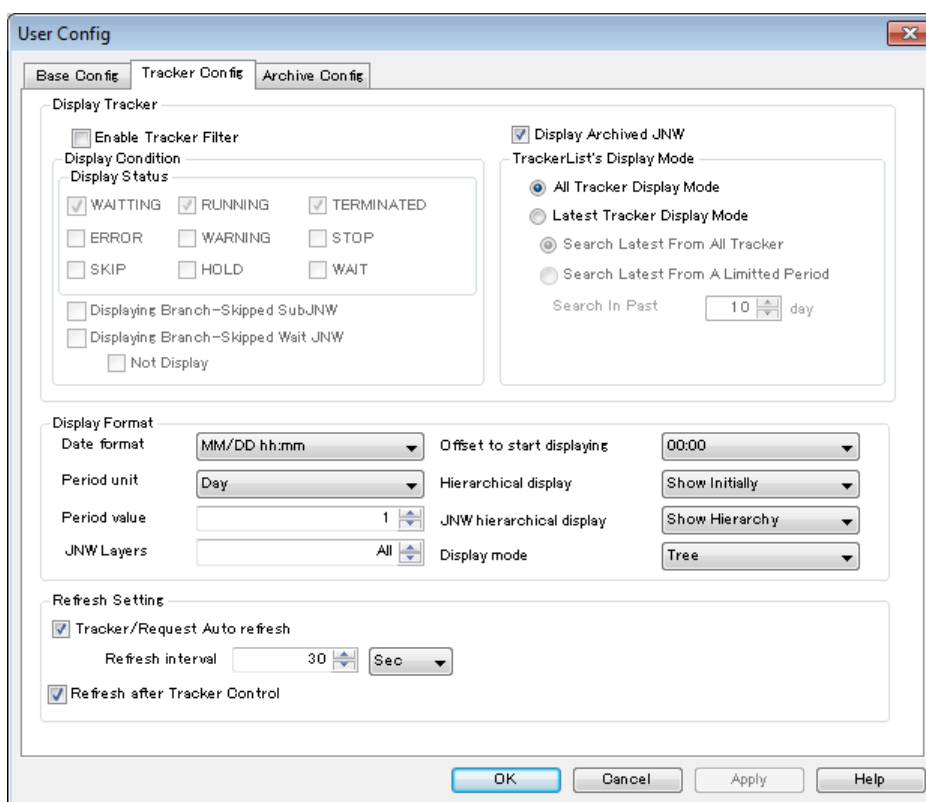 User Config
Base Config Tracker Config Archive Config
Display Tracker
Enable Tracker Filter
Display Condition
Display Status
WAITTING RUNNING TERMINATED
ERROR WARNING STOP
SKIP HOLD WAIT
Displaying Branch-Skipped SubJNW
Displaying Branch-Skipped Wait JNW
Not Display
Display Archived JNW
TrackerList's Display Mode
All Tracker Display Mode
Latest Tracker Display Mode
Search Latest From All Tracker
Search Latest From A Limitted Period
Search In Past 10 day
Display Format
Date format MM/DD hh:mm Offset to start displaying 00:00
Period unit Day Hierarchical display Show Initially
Period value 1 JNW hierarchical display Show Hierarchy
JNW Layers All Display mode Tree
Refresh Setting
Tracker/Request Auto refresh
Refresh interval 30 Sec
Refresh after Tracker Control
OK Cancel Apply Help